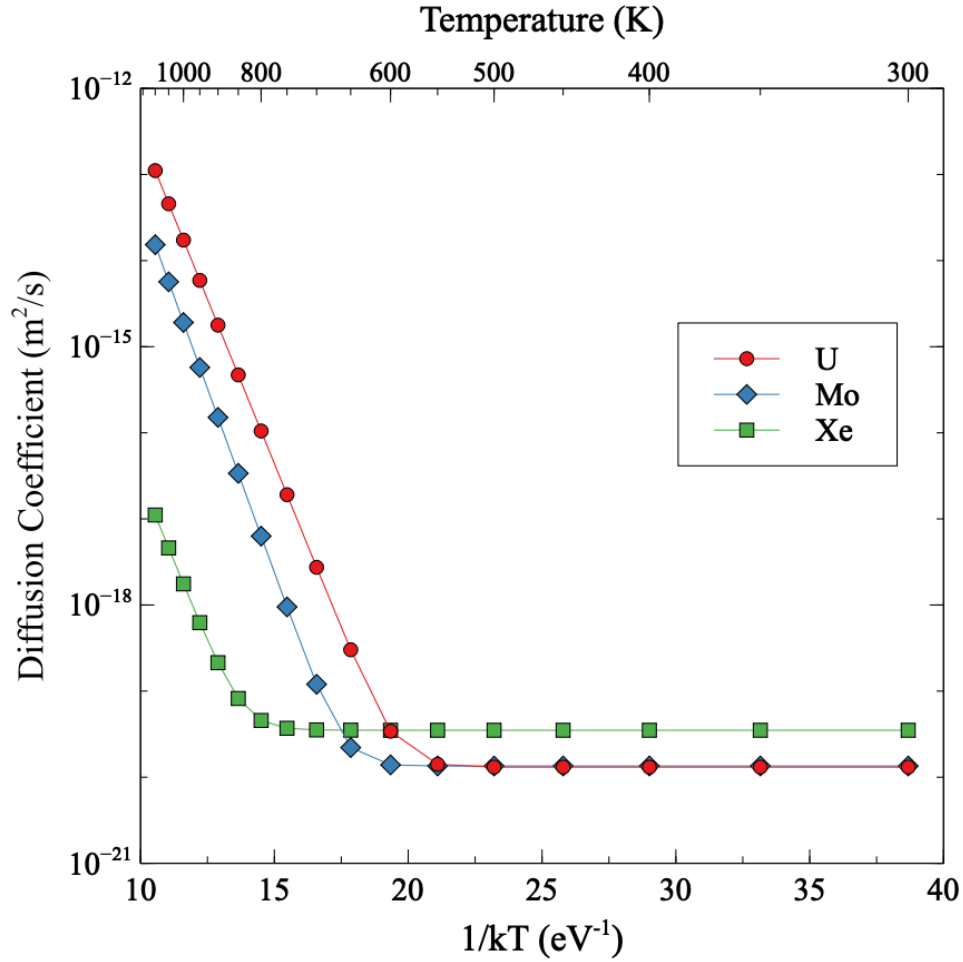 Temperature (K)
1000 800 600 500 400 300
10⁻¹²
10⁻¹⁵
10⁻¹⁸
10⁻²¹
Diffusion Coefficient (m²/s)
U
Mo
Xe
10 15 20 25 30 35 40
1/kT (eV⁻¹)